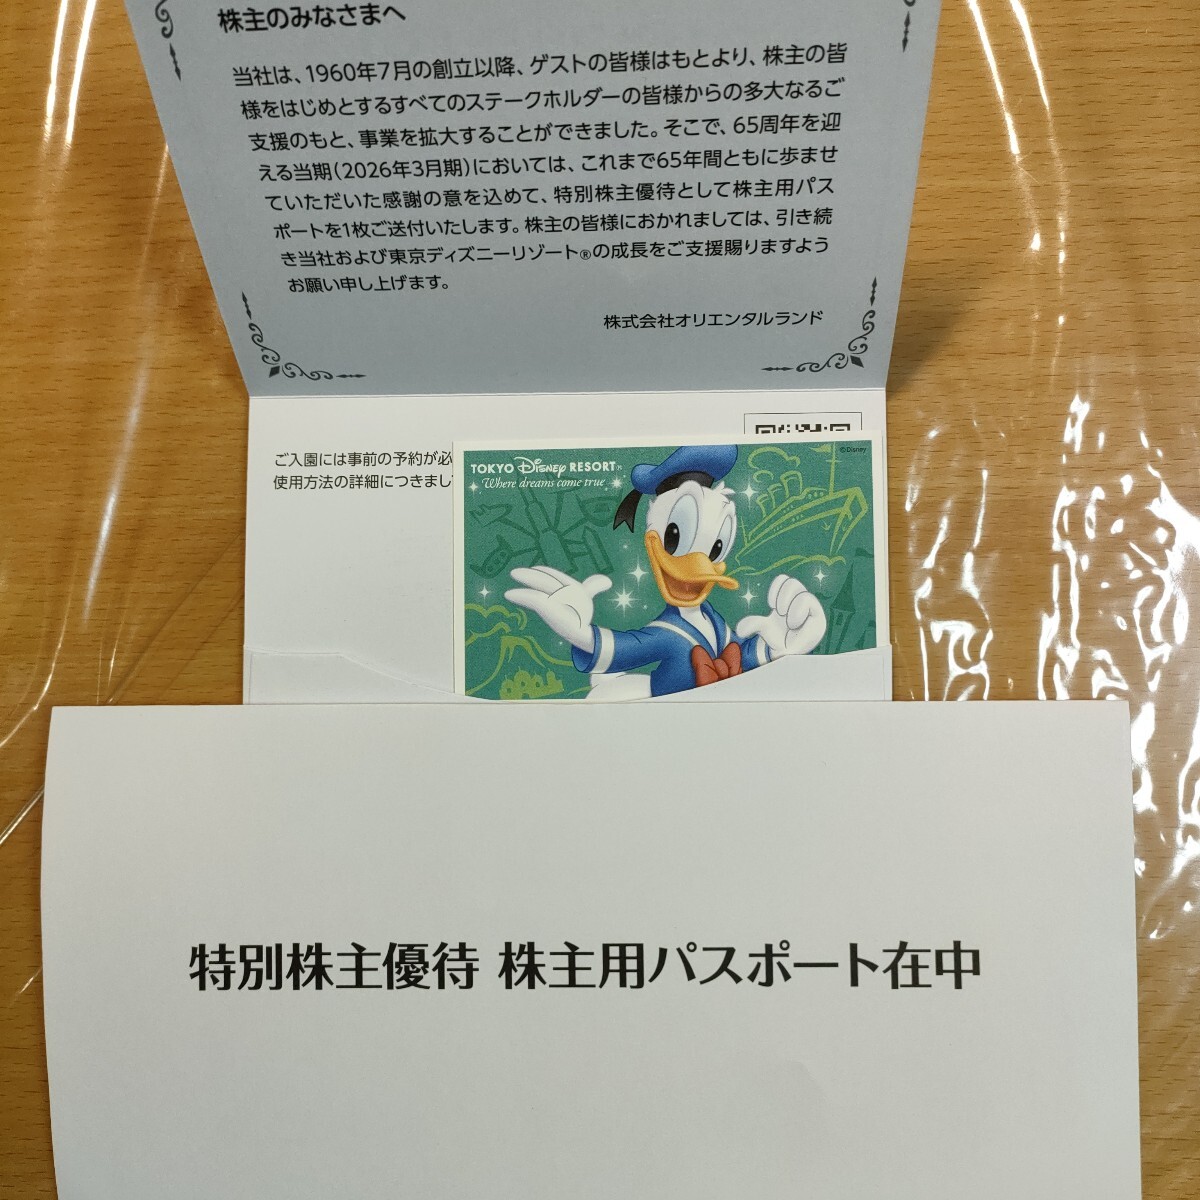 株主のみなさまへ
当社は、1960年7月の創立以降、ゲストの皆様はもとより、株主の皆
様をはじめとするすべてのステークホルダーの皆様からの多大なるご
支援のもと、事業を拡大することができました。そこで、65周年を迎
える当期(2026年3月期)においては、これまで65年間ともに歩ませ
ていただいた感謝の意を込めて、特別株主優待として株主用パス
ポートを1枚ご送付いたします。株主の皆様におかれましては、引き続
き当社および東京ディズニーリゾート®の成長をご支援賜りますよう
お願い申し上げます。
株式会社オリエンタルランド
ご入園には事前の予約が必
使用方法の詳細につきまして
©Disney
TOKYO Disney RESORT®
Where dreams come true
特別株主優待 株主用パスポート在中